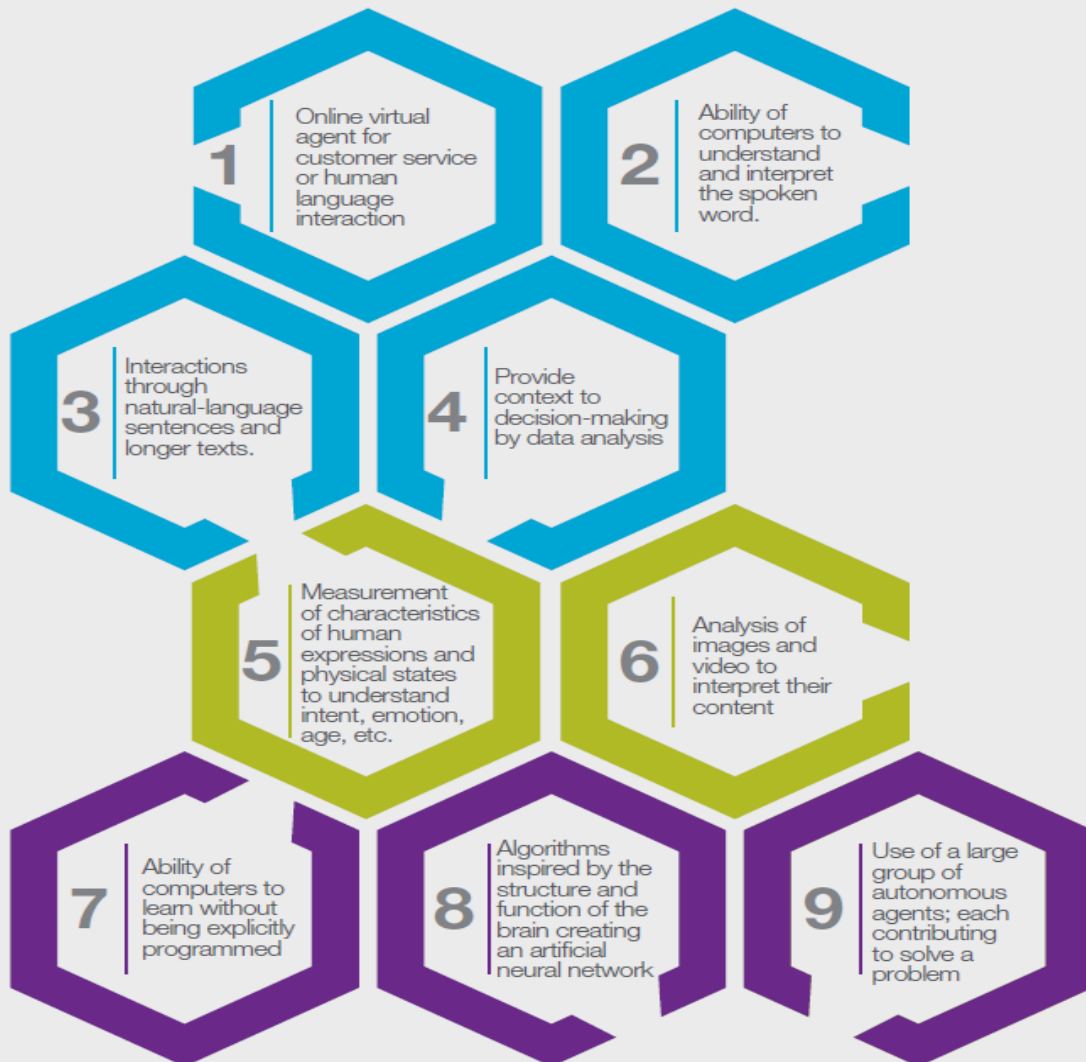 1
Online virtual
agent for
customer service
or human
language
interaction
2
Ability of
computers to
understand
and interpret
the spoken
word.
3
Interactions
through
natural-language
sentences and
longer texts.
4
Provide
context to
decision-making
by data analysis
5
Measurement
of characteristics
of human
expressions and
physical states
to understand
intent, emotion,
age, etc.
6
Analysis of
images and
video to
interpret their
content
7
Ability of
computers to
learn without
being explicitly
programmed
8
Algorithms
inspired by the
structure and
function of the
brain creating
an artificial
neural network
9
Use of a large
group of
autonomous
agents; each
contributing
to solve a
problem